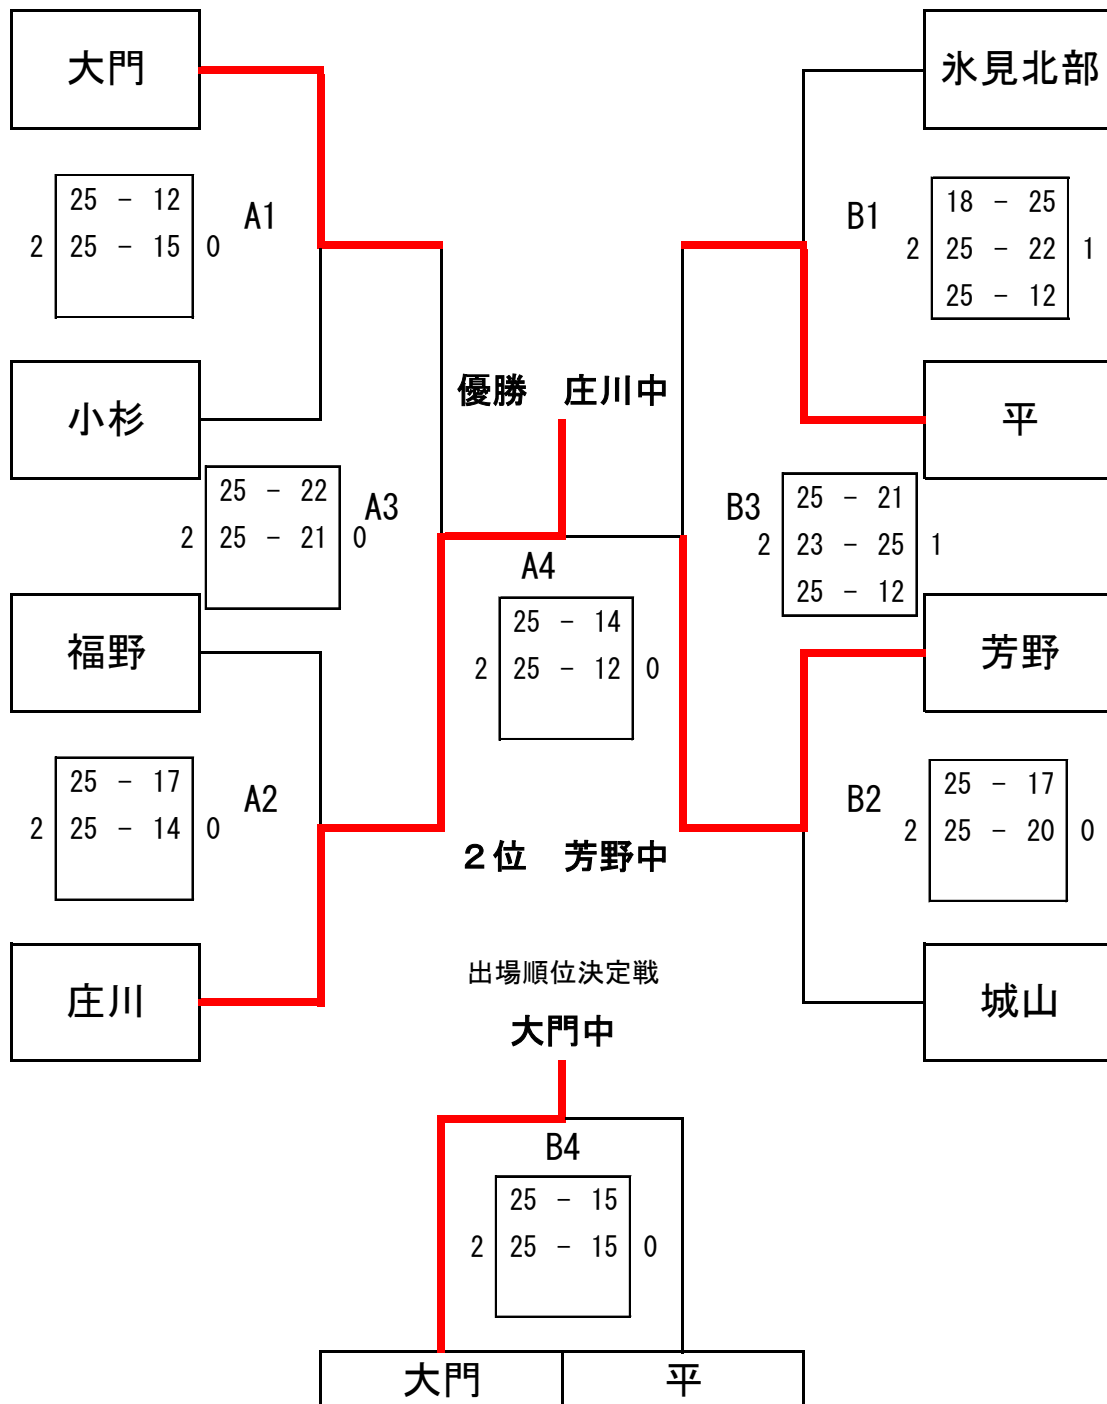 大門
氷見北部
25 － 12
A1
2 25 － 15 0
18 － 25
B1
2 25 － 22 1
25 － 12
小杉
優勝　庄川中
平
25 － 22
A3
2 25 － 21 0
B3
25 － 21
2 23 － 25 1
25 － 12
A4
25 － 14
2 25 － 12 0
福野
芳野
25 － 17
A2
2 25 － 14 0
25 － 17
B2
2 25 － 20 0
２位　芳野中
庄川
城山
出場順位決定戦
大門中
B4
25 － 15
2 25 － 15 0
大門
平